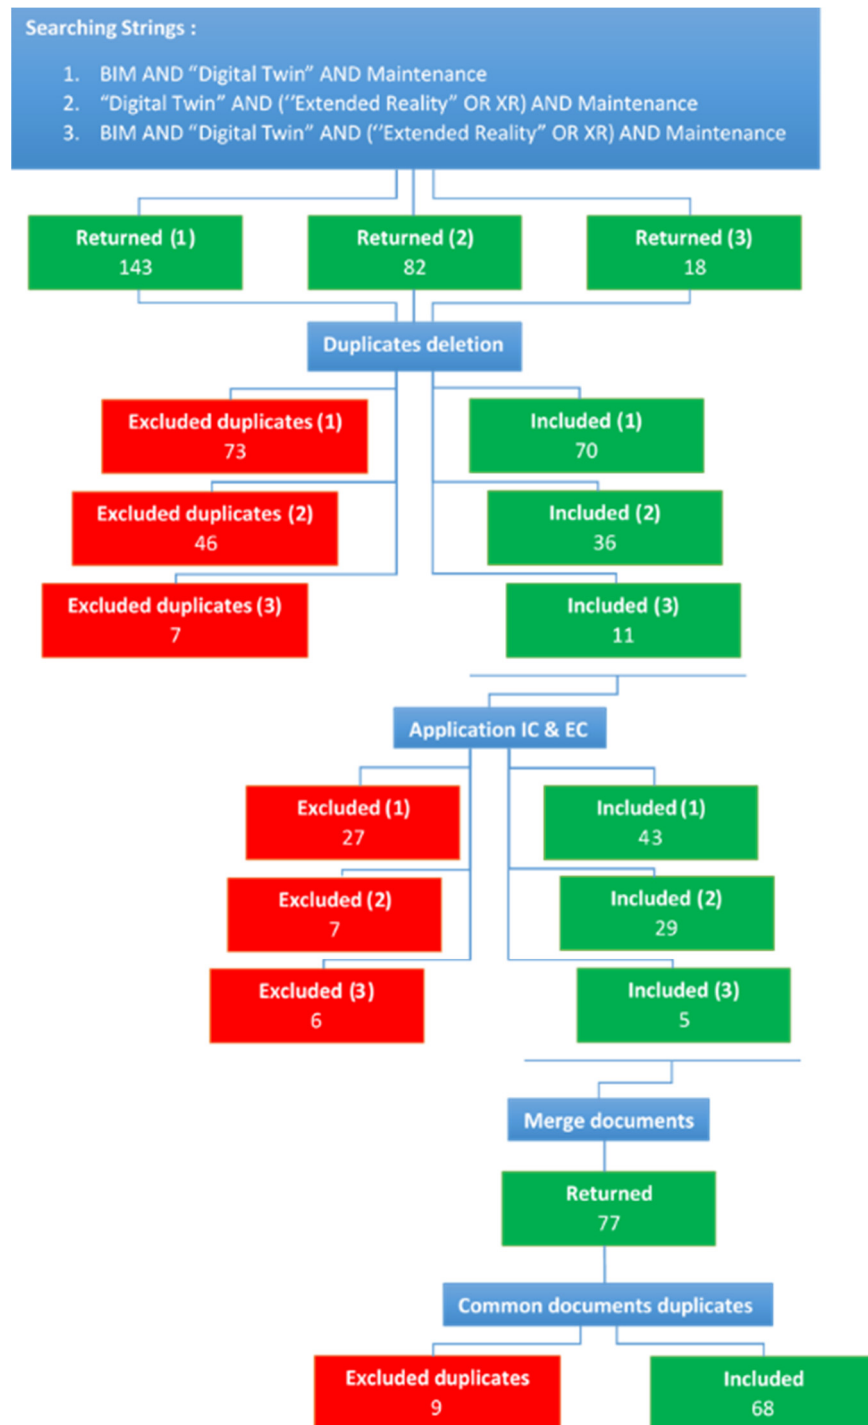 Searching Strings :
1. BIM AND “Digital Twin” AND Maintenance
2. “Digital Twin” AND (‘’Extended Reality” OR XR) AND Maintenance
3. BIM AND “Digital Twin” AND (‘’Extended Reality” OR XR) AND Maintenance
Returned (1)
143
Returned (2)
82
Returned (3)
18
Duplicates deletion
Excluded duplicates (1)
73
Included (1)
70
Excluded duplicates (2)
46
Included (2)
36
Excluded duplicates (3)
7
Included (3)
11
Application IC & EC
Excluded (1)
27
Included (1)
43
Excluded (2)
7
Included (2)
29
Excluded (3)
6
Included (3)
5
Merge documents
Returned
77
Common documents duplicates
Excluded duplicates
9
Included
68